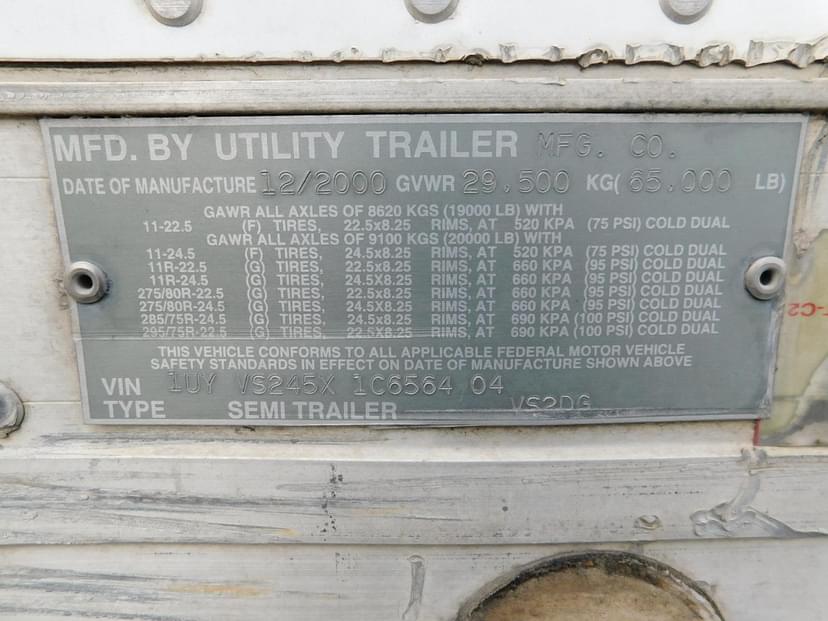 MFD. BY UTILITY TRAILER MFG. CO.
DATE OF MANUFACTURE 12/2000 GVWR 29,500 KG( 65,000 LB)
GAWR ALL AXLES OF 8620 KGS (19000 LB) WITH
11-22.5 (F) TIRES, 22.5x8.25 RIMS, AT 520 KPA (75 PSI) COLD DUAL
GAWR ALL AXLES OF 9100 KGS (20000 LB) WITH
11-24.5 (F) TIRES, 24.5x8.25 RIMS, AT 520 KPA (75 PSI) COLD DUAL
11R-22.5 (G) TIRES, 22.5x8.25 RIMS, AT 660 KPA (95 PSI) COLD DUAL
11R-24.5 (G) TIRES, 24.5x8.25 RIMS, AT 660 KPA (95 PSI) COLD DUAL
275/80R-22.5 (G) TIRES, 22.5x8.25 RIMS, AT 660 KPA (95 PSI) COLD DUAL
275/80R-24.5 (G) TIRES, 24.5x8.25 RIMS, AT 660 KPA (95 PSI) COLD DUAL
285/75R-24.5 (G) TIRES, 24.5x8.25 RIMS, AT 690 KPA (100 PSI) COLD DUAL
295/75R-22.5 (G) TIRES, 22.5x8.25 RIMS, AT 690 KPA (100 PSI) COLD DUAL
THIS VEHICLE CONFORMS TO ALL APPLICABLE FEDERAL MOTOR VEHICLE
SAFETY STANDARDS IN EFFECT ON DATE OF MANUFACTURE SHOWN ABOVE
VIN 1UY VS245X 1C6564 04
TYPE SEMI TRAILER VS2DG
-C2